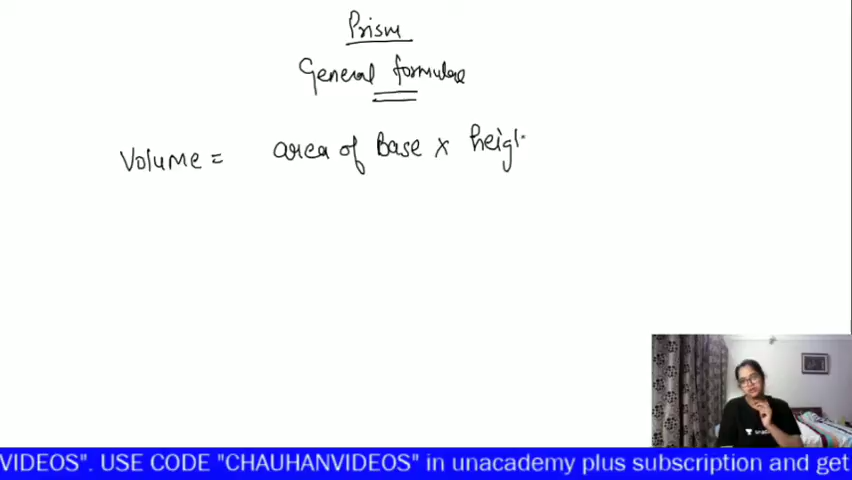 Prism
General formulae
Volume = area of Base x heigh
VIDEOS". USE CODE "CHAUHANVIDEOS" in unacademy plus subscription and get